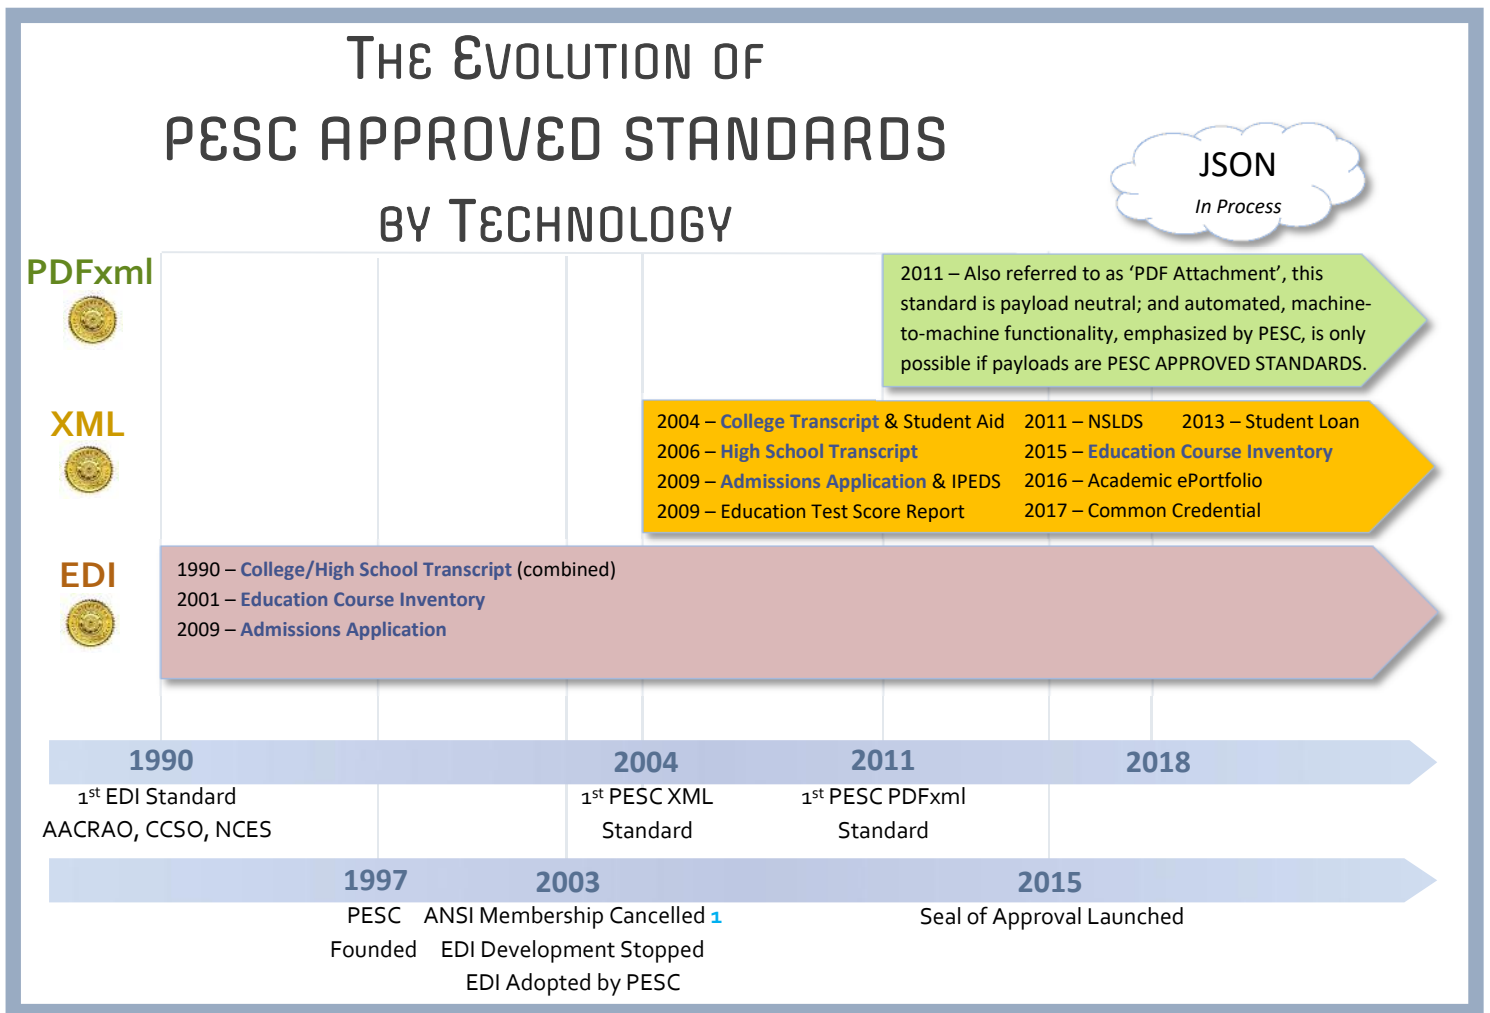 THE EVOLUTION OF
PESC APPROVED STANDARDS
BY TECHNOLOGY
JSON
In Process
PDFxml
2011 – Also referred to as ‘PDF Attachment’, this
standard is payload neutral; and automated, machine-
to-machine functionality, emphasized by PESC, is only
possible if payloads are PESC APPROVED STANDARDS.
XML
2004 – College Transcript & Student Aid
2006 – High School Transcript
2009 – Admissions Application & IPEDS
2009 – Education Test Score Report
2011 – NSLDS 2013 – Student Loan
2015 – Education Course Inventory
2016 – Academic ePortfolio
2017 – Common Credential
EDI
1990 – College/High School Transcript (combined)
2001 – Education Course Inventory
2009 – Admissions Application
1990
2004
2011
2018
1st EDI Standard
AACRAO, CCSO, NCES
1st PESC XML
Standard
1st PESC PDFxml
Standard
1997
2003
2015
PESC
Founded
ANSI Membership Cancelled 1
EDI Development Stopped
EDI Adopted by PESC
Seal of Approval Launched